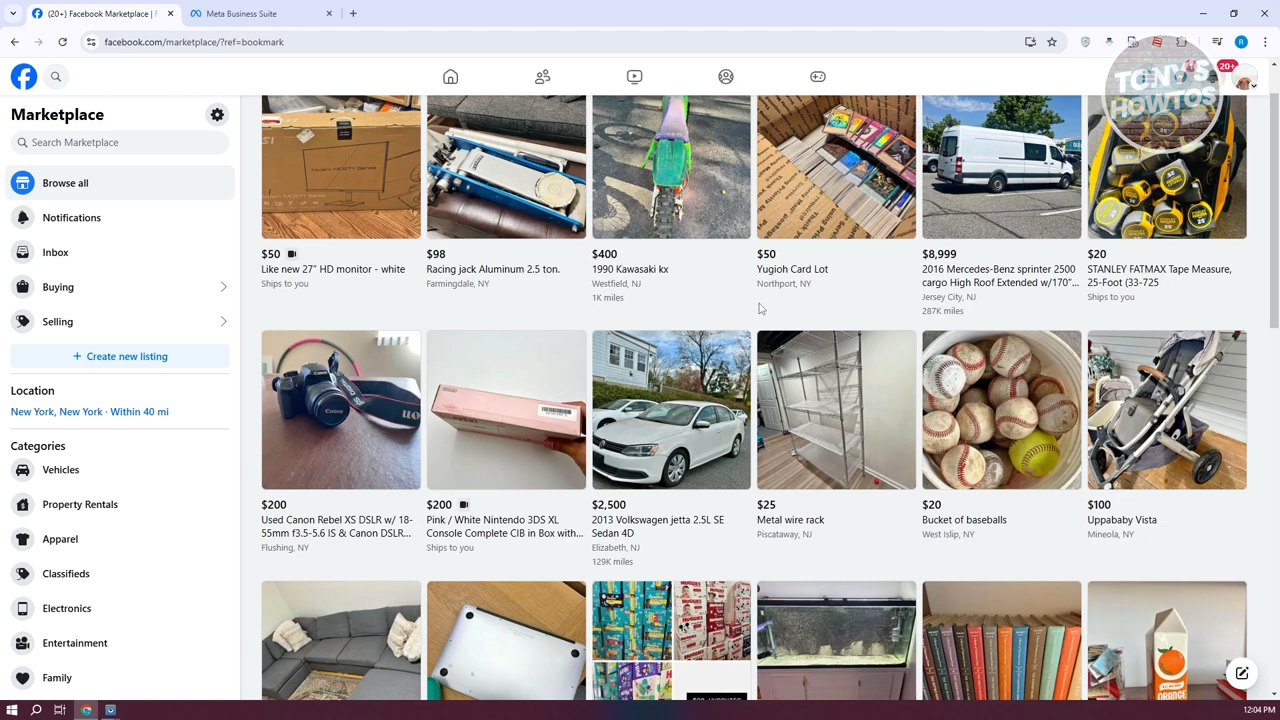 (20+) Facebook Marketplace | F
Meta Business Suite
facebook.com/marketplace/?ref=bookmark
R
20+
TONY'S
HOWTOS
Marketplace
Search Marketplace
Browse all
Notifications
Inbox
Buying
Selling
+ Create new listing
Location
New York, New York · Within 40 mi
Categories
Vehicles
Property Rentals
Apparel
Classifieds
Electronics
Entertainment
Family
$50
Like new 27" HD monitor - white
Ships to you
$98
Racing jack Aluminum 2.5 ton.
Farmingdale, NY
$400
1990 Kawasaki kx
Westfield, NJ
1K miles
$50
Yugioh Card Lot
Northport, NY
$8,999
2016 Mercedes-Benz sprinter 2500
cargo High Roof Extended w/170"...
Jersey City, NJ
287K miles
$20
STANLEY FATMAX Tape Measure,
25-Foot (33-725
Ships to you
$200
Used Canon Rebel XS DSLR w/ 18-
55mm f3.5-5.6 IS & Canon DSLR...
Flushing, NY
$200
Pink / White Nintendo 3DS XL
Console Complete CIB in Box with...
Ships to you
$2,500
2013 Volkswagen jetta 2.5L SE
Sedan 4D
Elizabeth, NJ
129K miles
$25
Metal wire rack
Piscataway, NJ
$20
Bucket of baseballs
West Islip, NY
$100
Uppababy Vista
Mineola, NY
ORANGE
12:04 PM